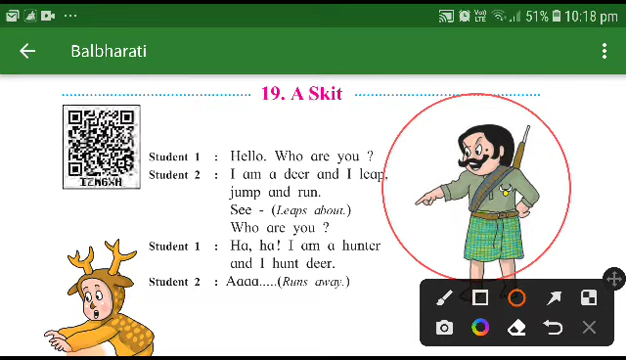 51% 10:18 pm
Balbharati
19. A Skit
Student 1 : Hello. Who are you ?
Student 2 : I am a deer and I leap,
jump and run.
See - (Leaps about.)
Who are you ?
Student 1 : Ha, ha! I am a hunter
and I hunt deer.
Student 2 : Aaaa.....(Runs away.)
IZM6XH